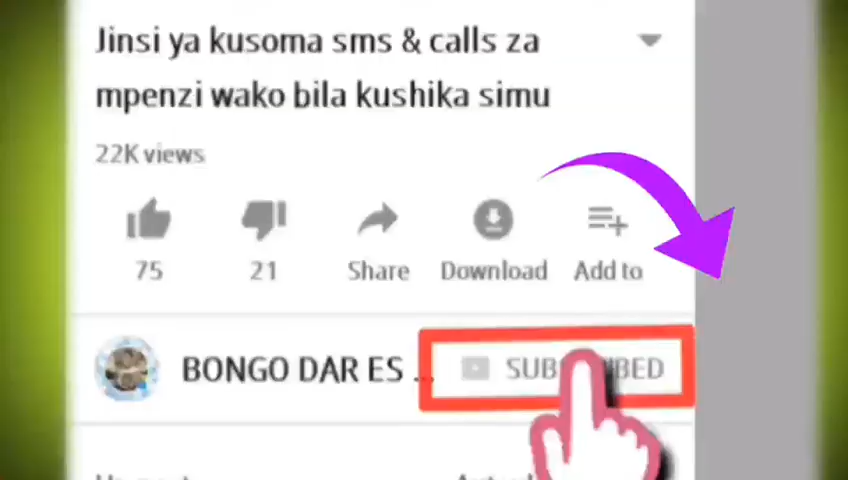 Jinsi ya kusoma sms & calls za
mpenzi wako bila kushika simu
22K views
75
21
Share
Download
Add to
BONGO DAR ES ...